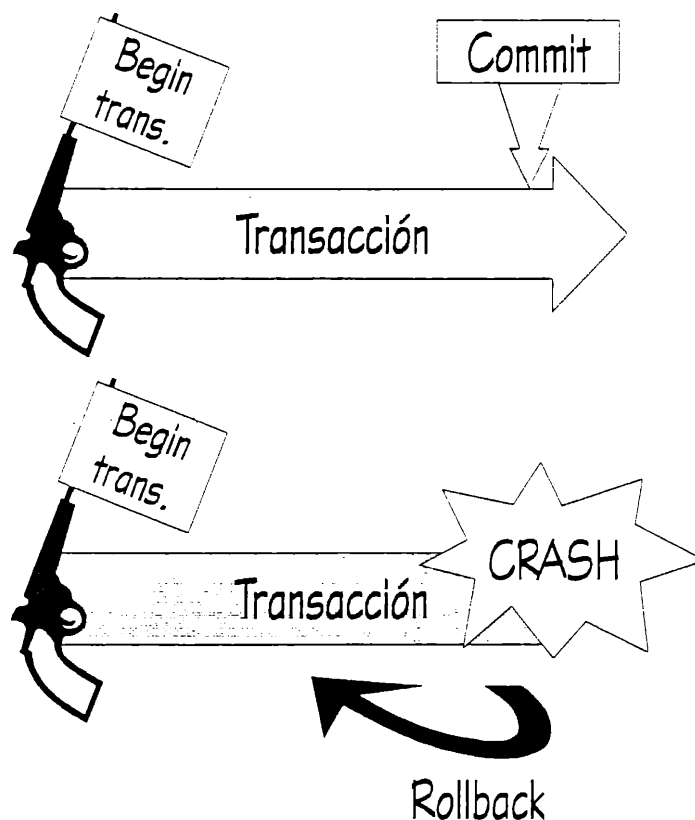 Begin
trans.
Commit
Transacción
Begin
trans.
CRASH
Transacción
Rollback